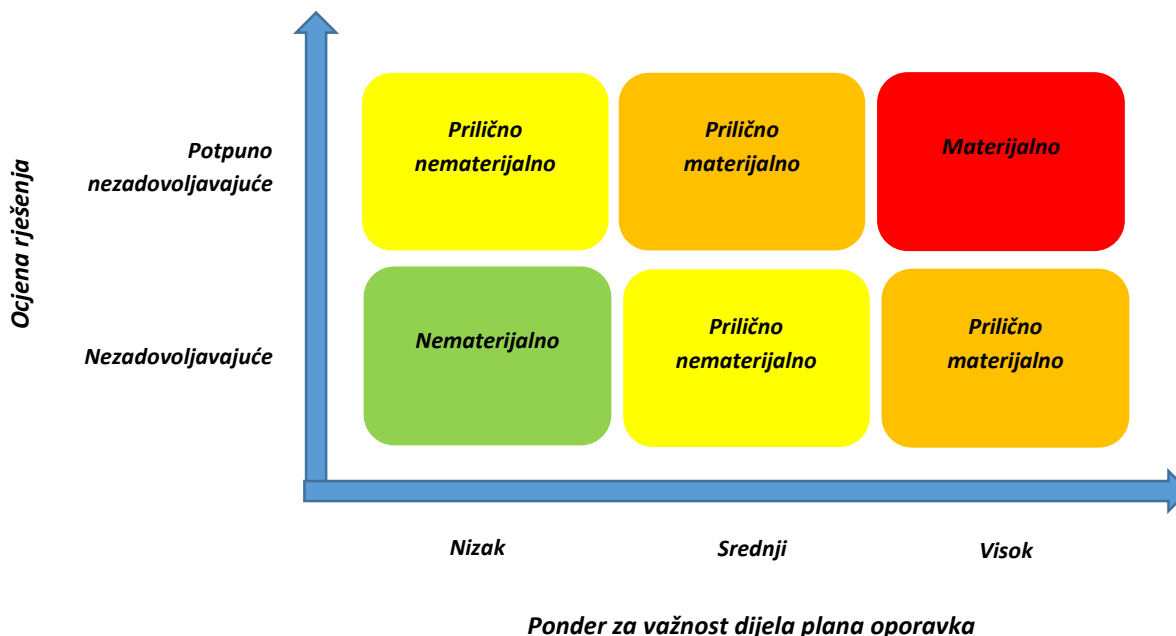 Ocjena rješenja
Potpuno
nezadovoljavajuće
Prilično
nematerijalno
Prilično
materijalno
Materijalno
Nezadovoljavajuće
Nematerijalno
Prilično
nematerijalno
Prilično
materijalno
Nizak
Srednji
Visok
Ponder za važnost dijela plana oporavka